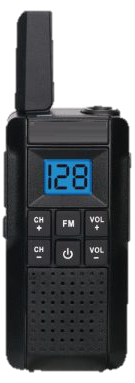 128
CH + FM VOL +
CH − VOL −